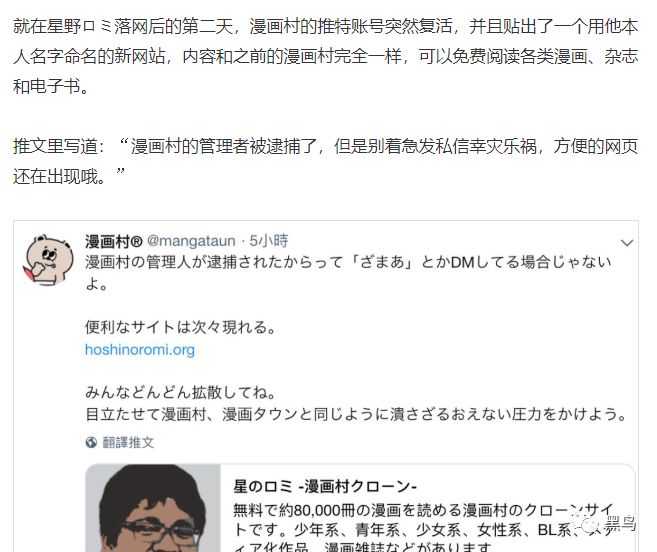 就在星野ロミ落网后的第二天，漫画村的推特账号突然复活，并且贴出了一个用他本
人名字命名的新网站，内容和之前的漫画村完全一样，可以免费阅读各类漫画、杂志
和电子书。
推文里写道：“漫画村的管理者被逮捕了，但是别着急发私信幸灾乐祸，方便的网页
还在出现哦。”
漫画村® @mangataun · 5小時
漫画村の管理人が逮捕されたからって「ざまあ」とかDMしてる場合じゃない
よ。
便利なサイトは次々現れる。
hoshinoromi.org
みんなどんどん拡散してね。
目立たせて漫画村、漫画タウンと同じように潰さざるおえない圧力をかけよう。
翻譯推文
星のロミ -漫画村クローン-
無料で約80,000冊の漫画を読める漫画村のクローンサイ
トです。少年系、青年系、少女系、女性系、BL系、メデ
ィア化作品、漫画雑誌などがあります。
黑鸟